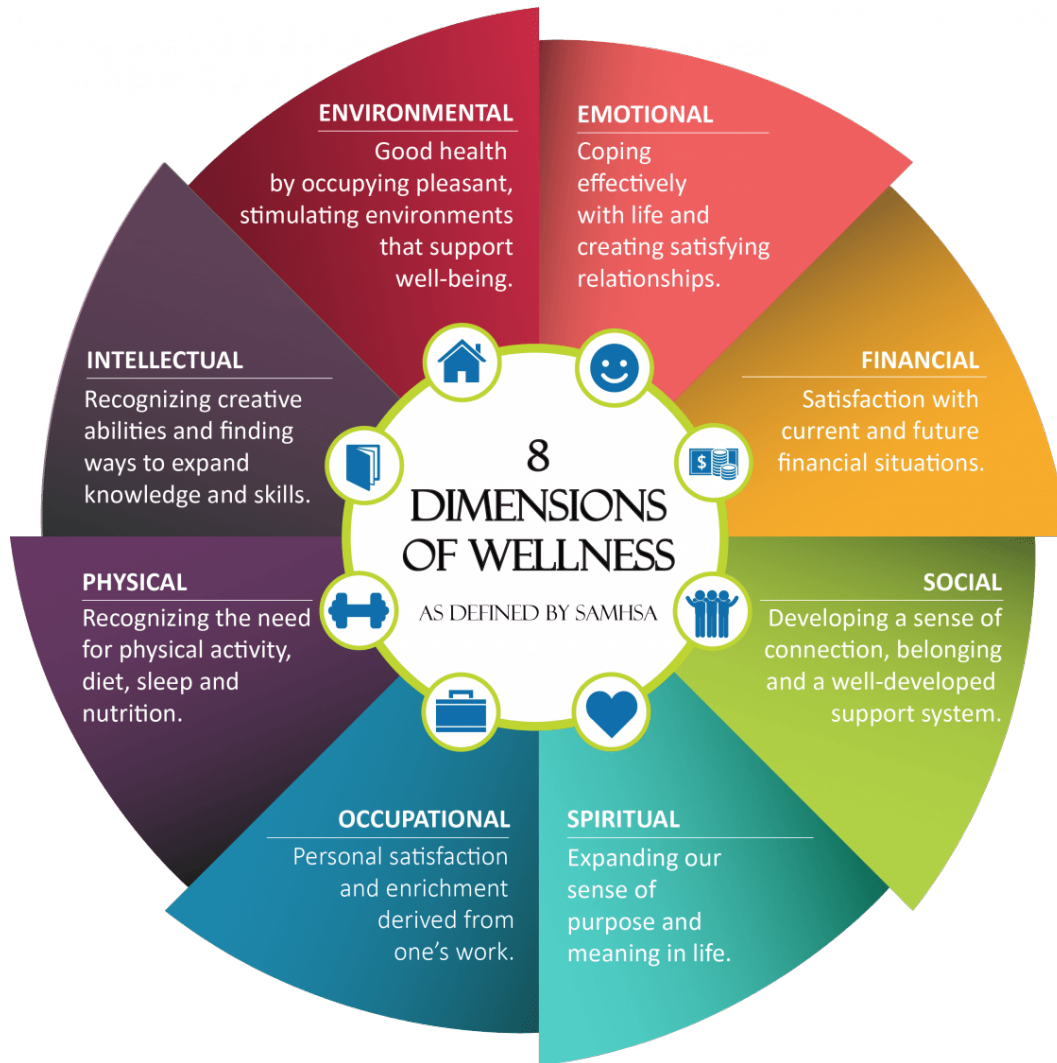 ENVIRONMENTAL
Good health
by occupying pleasant,
stimulating environments
that support
well-being.
EMOTIONAL
Coping
effectively
with life and
creating satisfying
relationships.
INTELLECTUAL
Recognizing creative
abilities and finding
ways to expand
knowledge and skills.
FINANCIAL
Satisfaction with
current and future
financial situations.
$
8
DIMENSIONS
OF WELLNESS
AS DEFINED BY SAMHSA
PHYSICAL
Recognizing the need
for physical activity,
diet, sleep and
nutrition.
SOCIAL
Developing a sense of
connection, belonging
and a well-developed
support system.
OCCUPATIONAL
Personal satisfaction
and enrichment
derived from
one's work.
SPIRITUAL
Expanding our
sense of
purpose and
meaning in life.